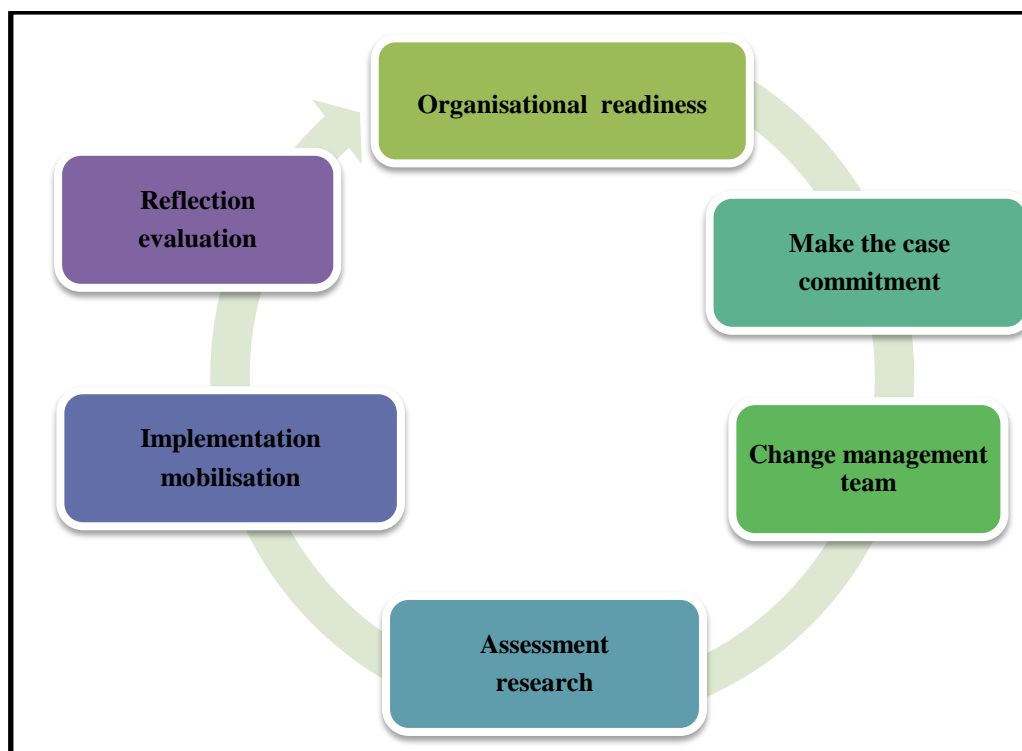 Organisational readiness
Make the case
commitment
Change management
team
Assessment
research
Implementation
mobilisation
Reflection
evaluation